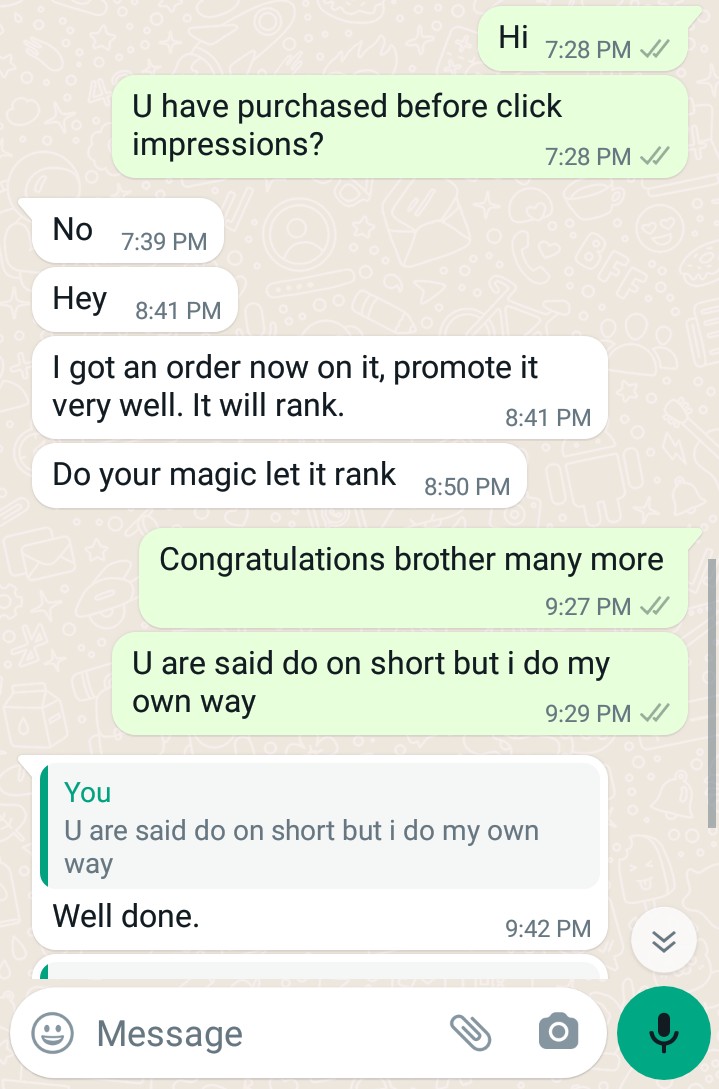 Hi 7:28 PM
U have purchased before click
impressions? 7:28 PM
No 7:39 PM
Hey 8:41 PM
I got an order now on it, promote it
very well. It will rank. 8:41 PM
Do your magic let it rank 8:50 PM
Congratulations brother many more
9:27 PM
U are said do on short but i do my
own way 9:29 PM
You
U are said do on short but i do my own
way
Well done. 9:42 PM
Message